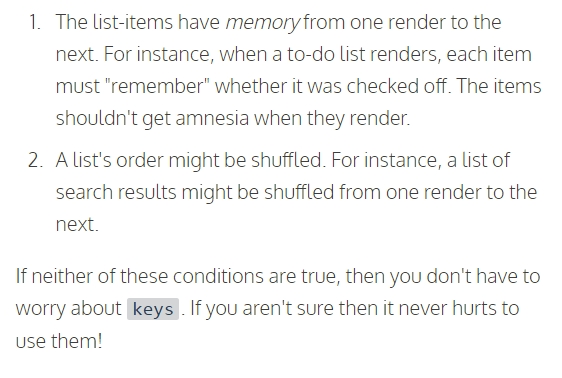 1. The list-items have memory from one render to the
next. For instance, when a to-do list renders, each item
must "remember" whether it was checked off. The items
shouldn't get amnesia when they render.
2. A list's order might be shuffled. For instance, a list of
search results might be shuffled from one render to the
next.
If neither of these conditions are true, then you don't have to
worry about keys. If you aren't sure then it never hurts to
use them!